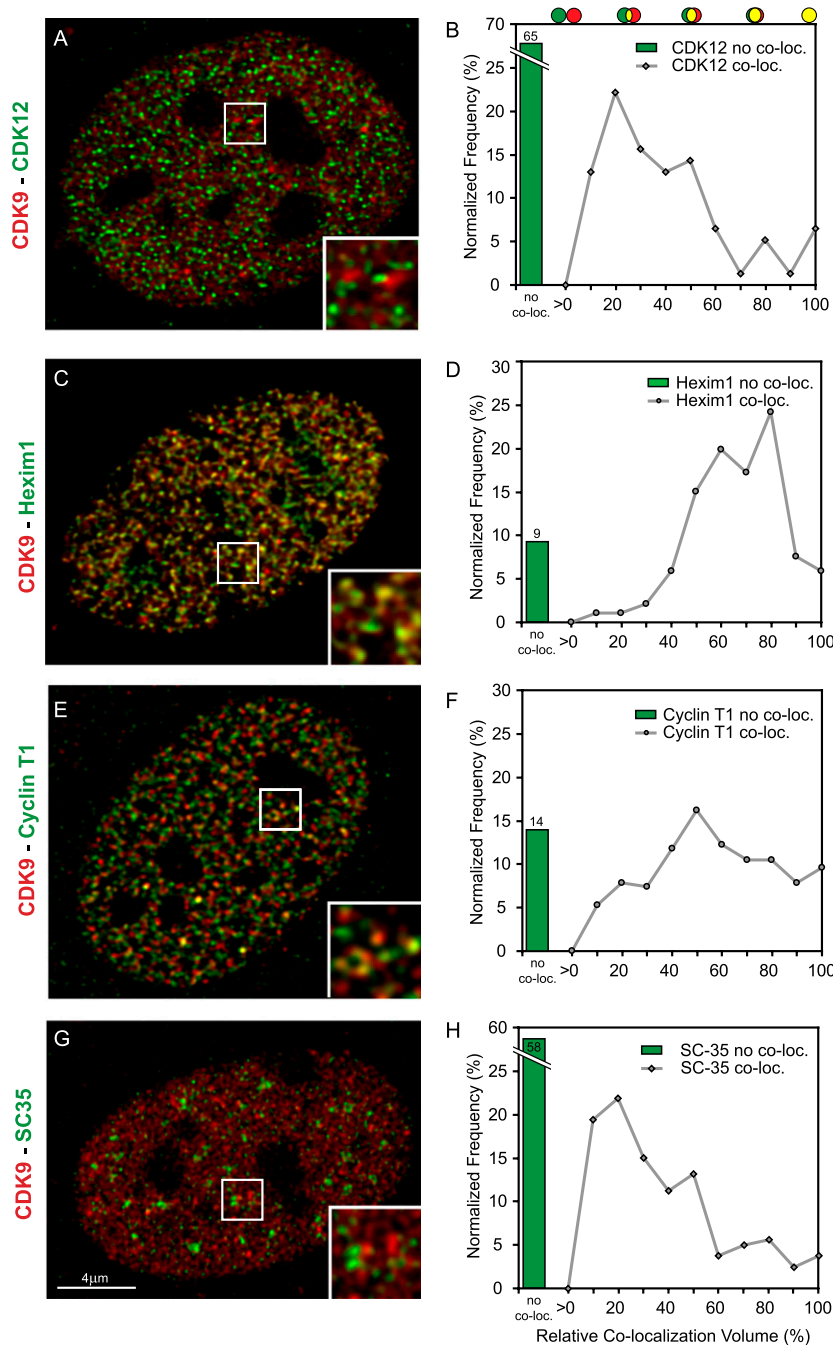 A
CDK9 - CDK12
B
Normalized Frequency (%)
70
25
20
15
10
5
0
65
CDK12 no co-loc.
CDK12 co-loc.
no
co-loc.
>0 20 40 60 80 100
C
CDK9 - Hexim1
D
Normalized Frequency (%)
30
25
20
15
10
5
0
9
Hexim1 no co-loc.
Hexim1 co-loc.
no
co-loc.
>0 20 40 60 80 100
E
CDK9 - Cyclin T1
F
Normalized Frequency (%)
30
25
20
15
10
5
0
14
Cyclin T1 no co-loc.
Cyclin T1 co-loc.
no
co-loc.
>0 20 40 60 80 100
G
CDK9 - SC35
4µm
H
Normalized Frequency (%)
60
25
20
15
10
5
0
58
SC-35 no co-loc.
SC-35 co-loc.
no
co-loc.
>0 20 40 60 80 100
Relative Co-localization Volume (%)